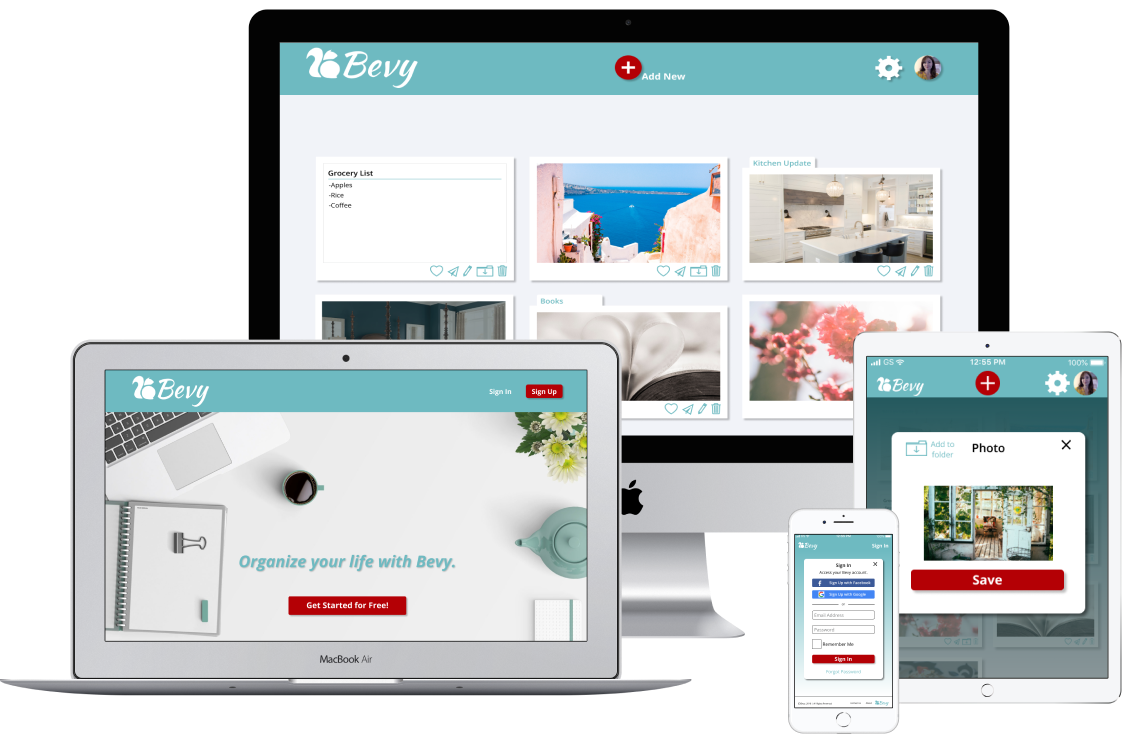 Bevy
Add New
Grocery List
-Apples
-Rice
-Coffee
Kitchen Update
Books
Bevy
Sign In
Sign Up
Organize your life with Bevy.
Get Started for Free!
MacBook Air
GS
12:55 PM
100%
Bevy
Add to
folder
Photo
Save
Bevy
Sign In
Sign In
Access your Bevy account.
Sign Up with Facebook
Sign Up with Google
or
Email Address
Password
Remember Me
Sign In
Forgot Password
Bevy